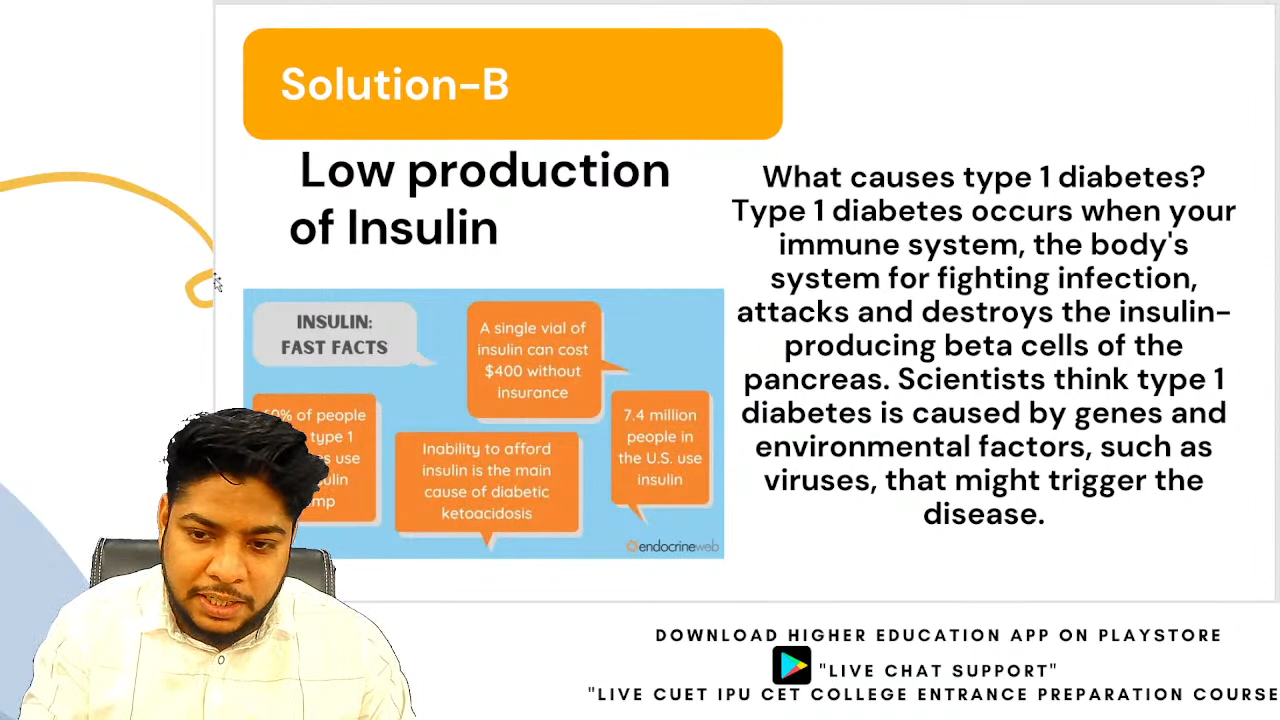 Solution-B
Low production
of Insulin
What causes type 1 diabetes?
Type 1 diabetes occurs when your
immune system, the body's
system for fighting infection,
attacks and destroys the insulin-
producing beta cells of the
pancreas. Scientists think type 1
diabetes is caused by genes and
environmental factors, such as
viruses, that might trigger the
disease.
INSULIN:
FAST FACTS
A single vial of
insulin can cost
$400 without
insurance
of people
type 1
use
Inability to afford
insulin is the main
cause of diabetic
ketoacidosis
7.4 million
people in
the U.S. use
insulin
endocrineweb
DOWNLOAD HIGHER EDUCATION APP ON PLAYSTORE
"LIVE CHAT SUPPORT"
"LIVE CUET IPU CET COLLEGE ENTRANCE PREPARATION COURSE